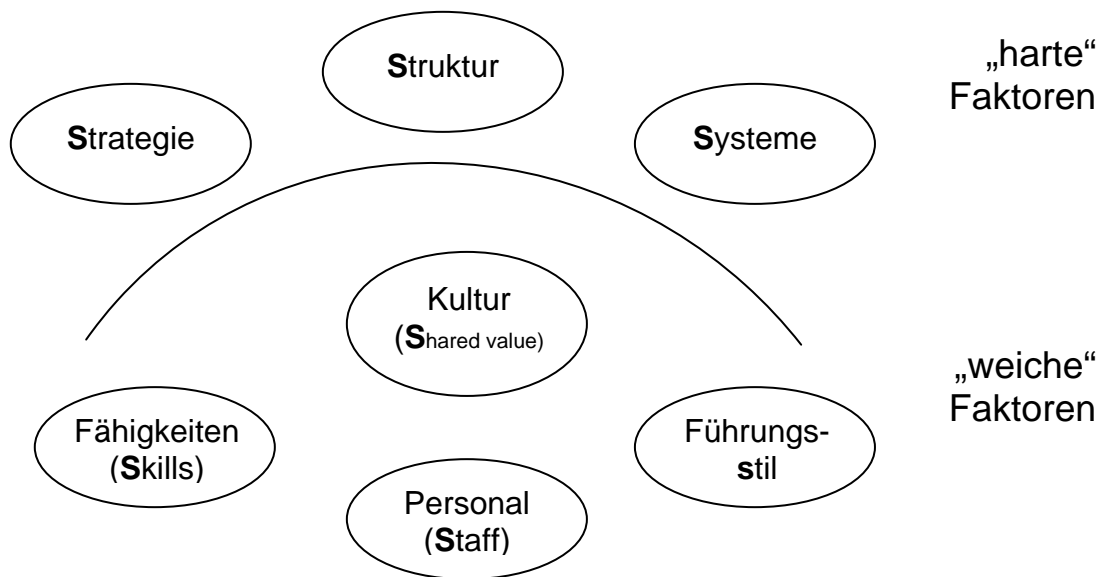 Struktur
„harte“
Faktoren
Strategie
Systeme
Kultur
(Shared value)
„weiche“
Faktoren
Fähigkeiten
(Skills)
Führungs-
stil
Personal
(Staff)